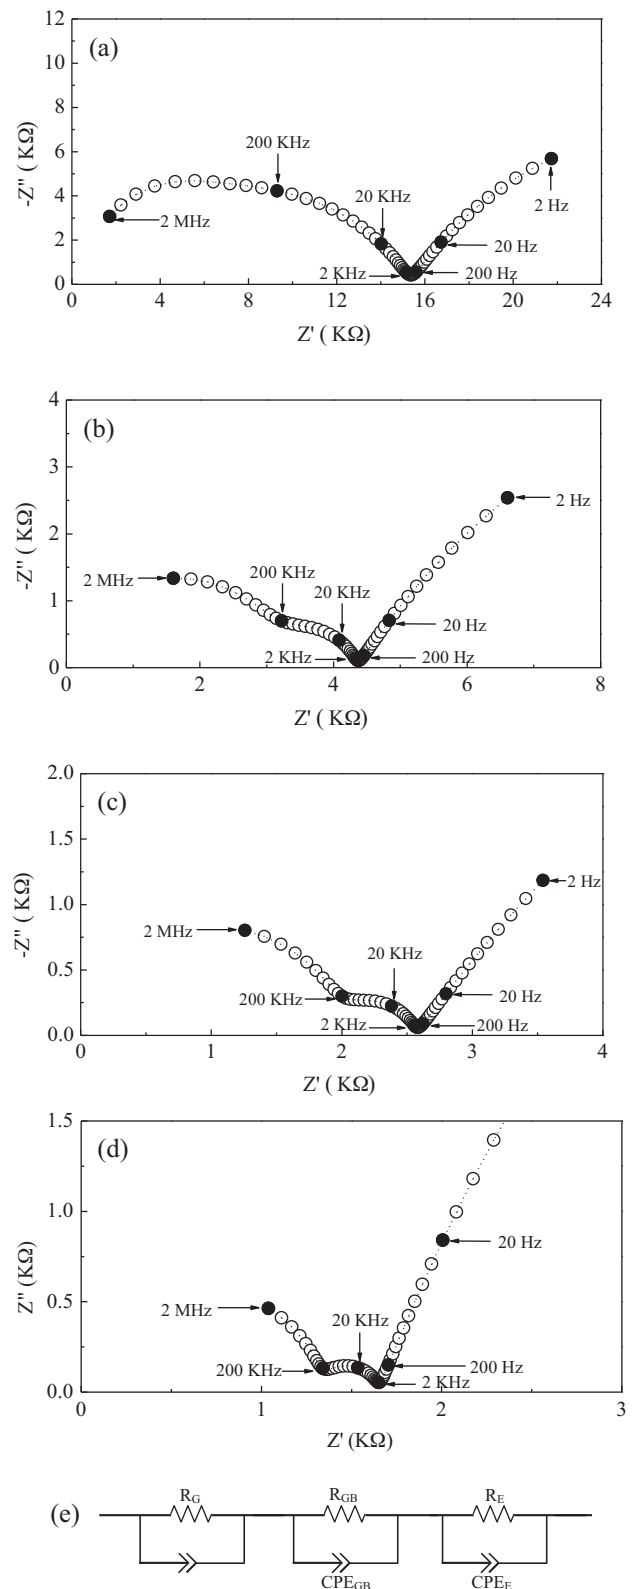 (a)
12
10
8
6
4
2
0
-Z" ( KΩ)
200 KHz
20 KHz
2 MHz
2 Hz
20 Hz
2 KHz
200 Hz
0 4 8 12 16 20 24
Z' ( KΩ)
(b)
4
3
2
1
0
-Z" ( KΩ)
2 Hz
200 KHz
2 MHz
20 KHz
20 Hz
2 KHz
200 Hz
0 2 4 6 8
Z' ( KΩ)
(c)
2.0
1.5
1.0
0.5
0.0
-Z" ( KΩ)
2 Hz
2 MHz
20 KHz
200 KHz
20 Hz
2 KHz
200 Hz
0 1 2 3 4
Z' ( KΩ)
(d)
1.5
1.0
0.5
0.0
Z" (KΩ)
20 Hz
2 MHz
20 KHz
200 KHz
200 Hz
2 KHz
0 1 2 3
Z' (KΩ)
(e)
R_G R_GB R_E
CPE_GB CPE_E